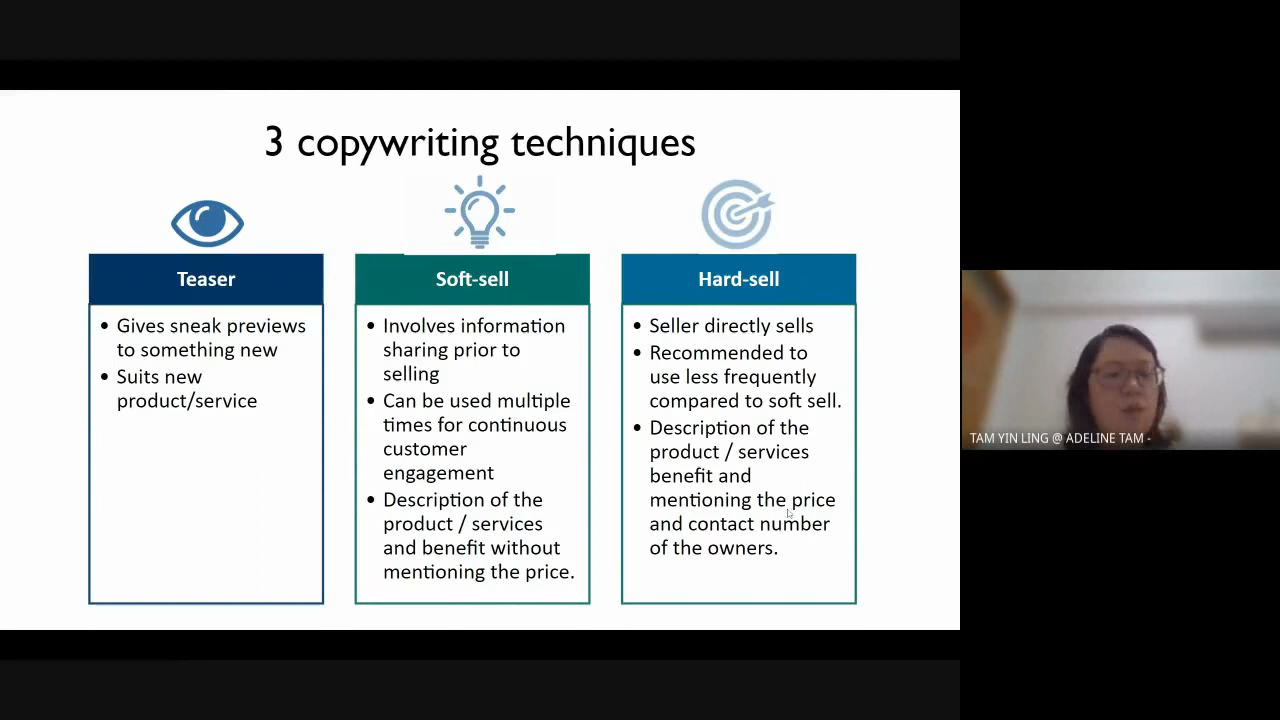 3 copywriting techniques
Teaser
• Gives sneak previews
to something new
• Suits new
product/service
Soft-sell
• Involves information
sharing prior to
selling
• Can be used multiple
times for continuous
customer
engagement
• Description of the
product / services
and benefit without
mentioning the price.
Hard-sell
• Seller directly sells
• Recommended to
use less frequently
compared to soft sell.
• Description of the
product / services
benefit and
mentioning the price
and contact number
of the owners.
TAM YIN LING @ ADELINE TAM -